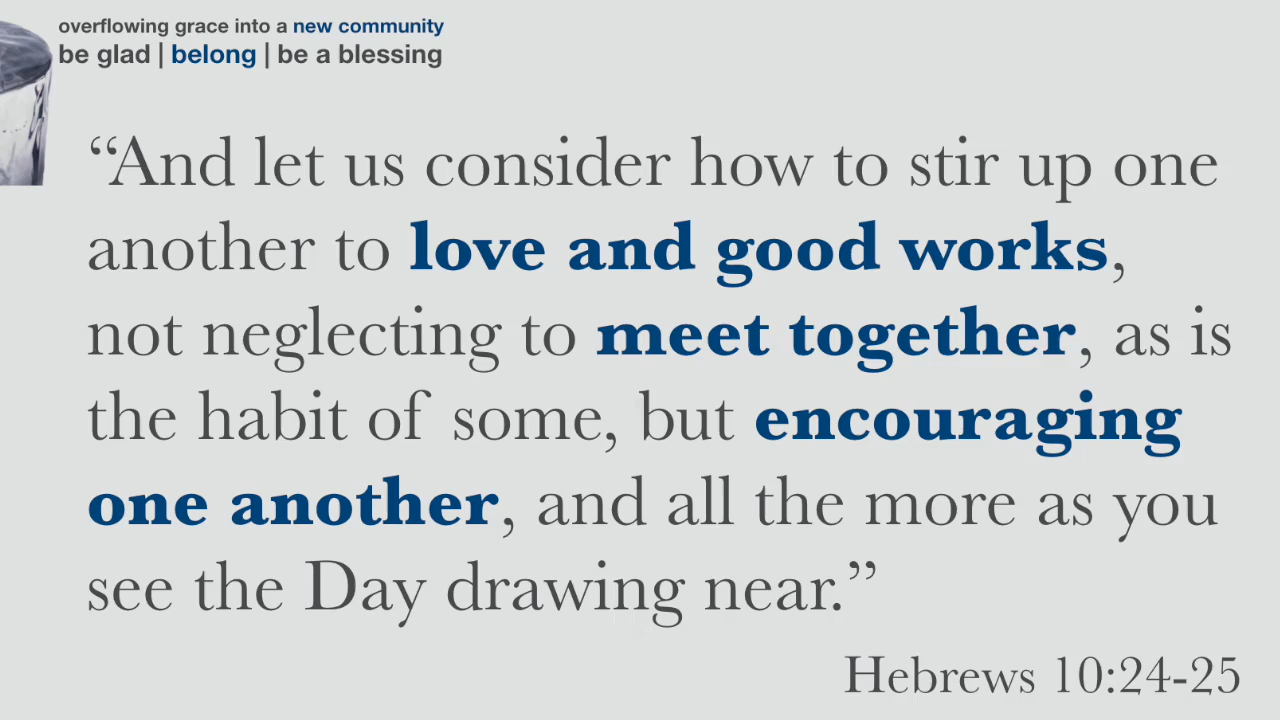 overflowing grace into a new community
be glad | belong | be a blessing
“And let us consider how to stir up one
another to love and good works,
not neglecting to meet together, as is
the habit of some, but encouraging
one another, and all the more as you
see the Day drawing near.”
Hebrews 10:24-25